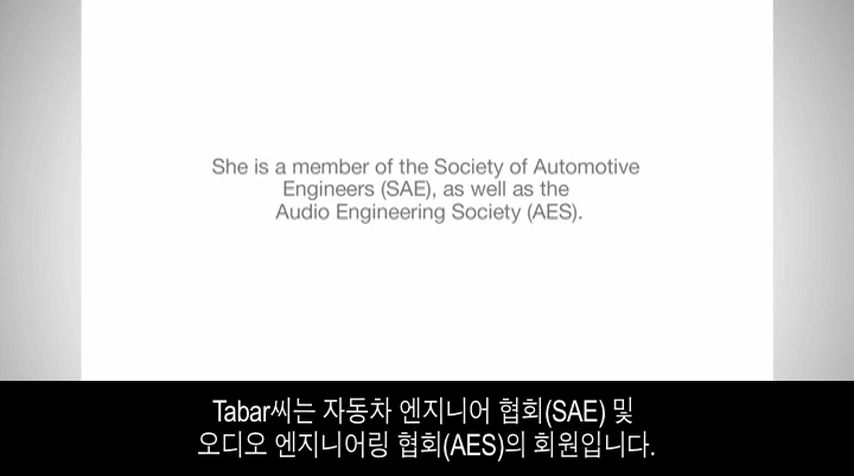 She is a member of the Society of Automotive
Engineers (SAE), as well as the
Audio Engineering Society (AES).
Tabar씨는 자동차 엔지니어 협회(SAE) 및
오디오 엔지니어링 협회(AES)의 회원입니다.